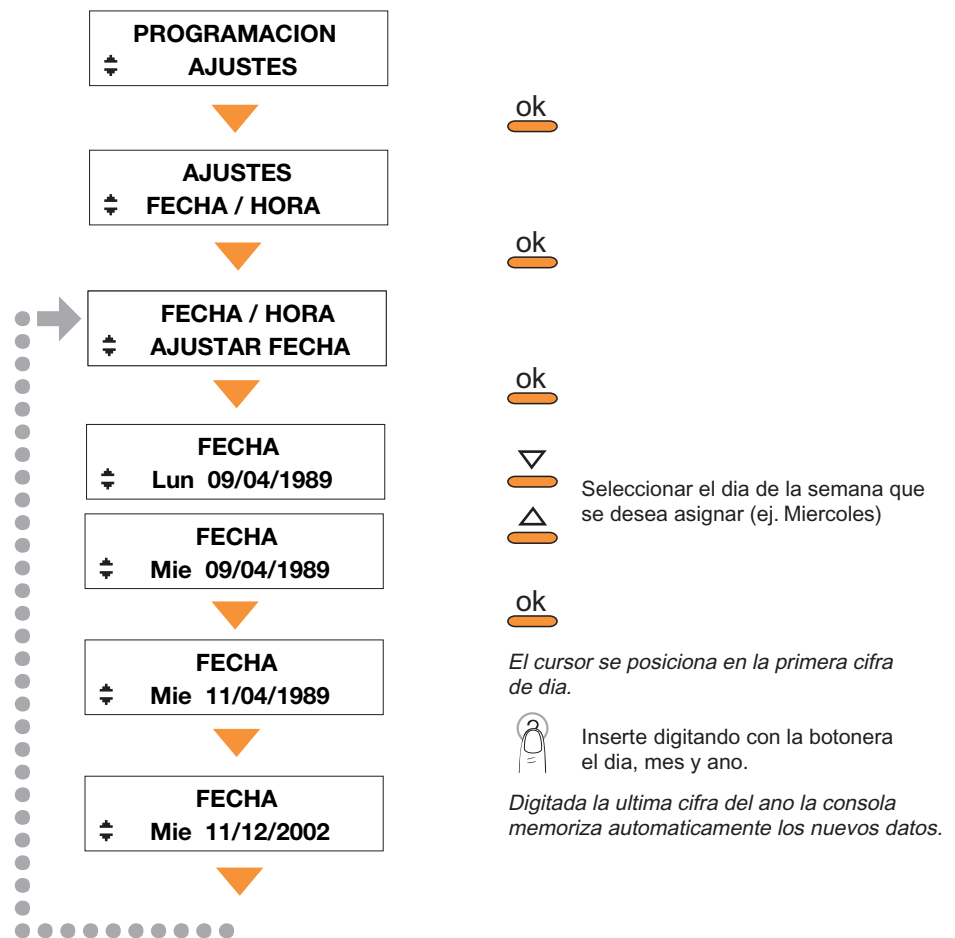 PROGRAMACION
AJUSTES
ok
AJUSTES
FECHA / HORA
ok
FECHA / HORA
AJUSTAR FECHA
ok
FECHA
Lun 09/04/1989
Seleccionar el dia de la semana que
se desea asignar (ej. Miercoles)
FECHA
Mie 09/04/1989
ok
FECHA
Mie 11/04/1989
El cursor se posiciona en la primera cifra
de dia.
Inserte digitando con la botonera
el dia, mes y ano.
FECHA
Mie 11/12/2002
Digitada la ultima cifra del ano la consola
memoriza automaticamente los nuevos datos.